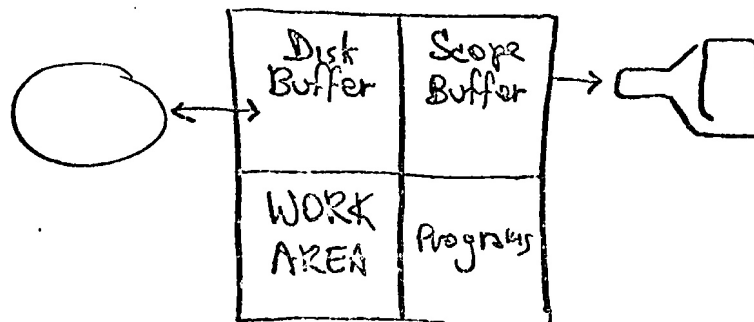 Disk
Buffer
Scope
Buffer
WORK
AREA
Programs